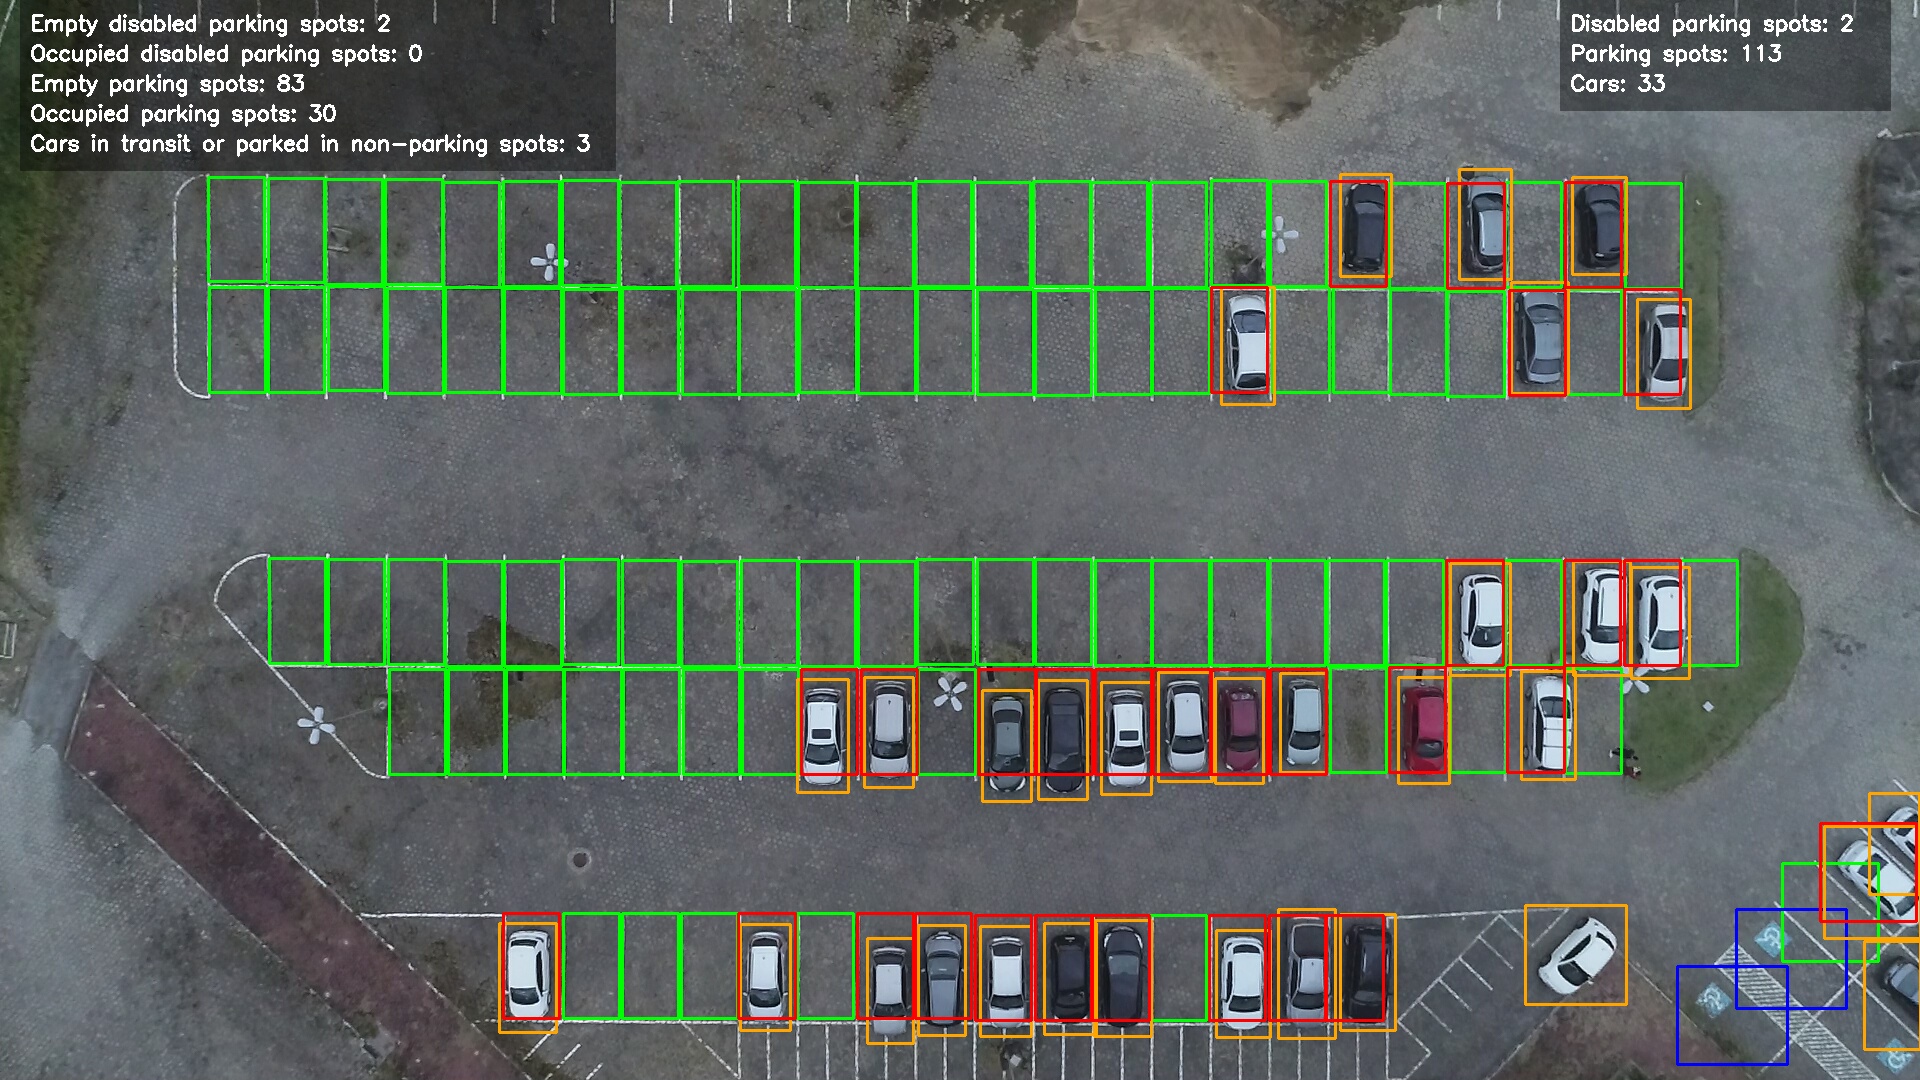 Empty disabled parking spots: 2
Occupied disabled parking spots: 0
Empty parking spots: 83
Occupied parking spots: 30
Cars in transit or parked in non-parking spots: 3
Disabled parking spots: 2
Parking spots: 113
Cars: 33